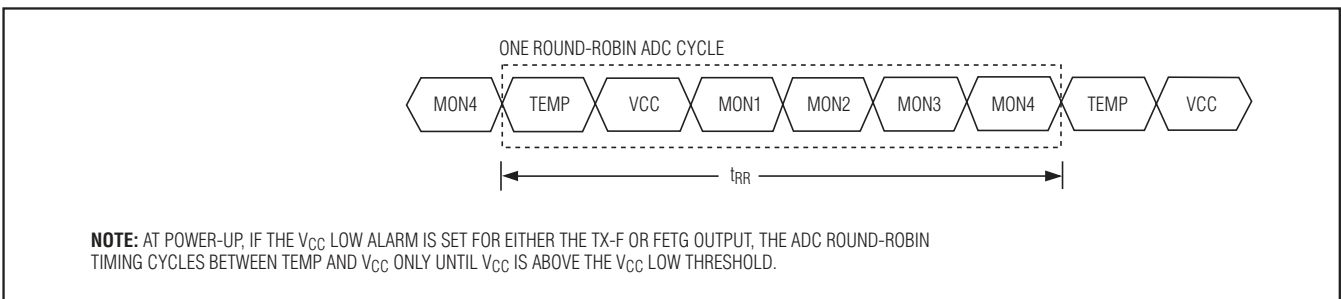 ONE ROUND-ROBIN ADC CYCLE
MON4 TEMP VCC MON1 MON2 MON3 MON4 TEMP VCC
tRR
NOTE: AT POWER-UP, IF THE VCC LOW ALARM IS SET FOR EITHER THE TX-F OR FETG OUTPUT, THE ADC ROUND-ROBIN
TIMING CYCLES BETWEEN TEMP AND VCC ONLY UNTIL VCC IS ABOVE THE VCC LOW THRESHOLD.